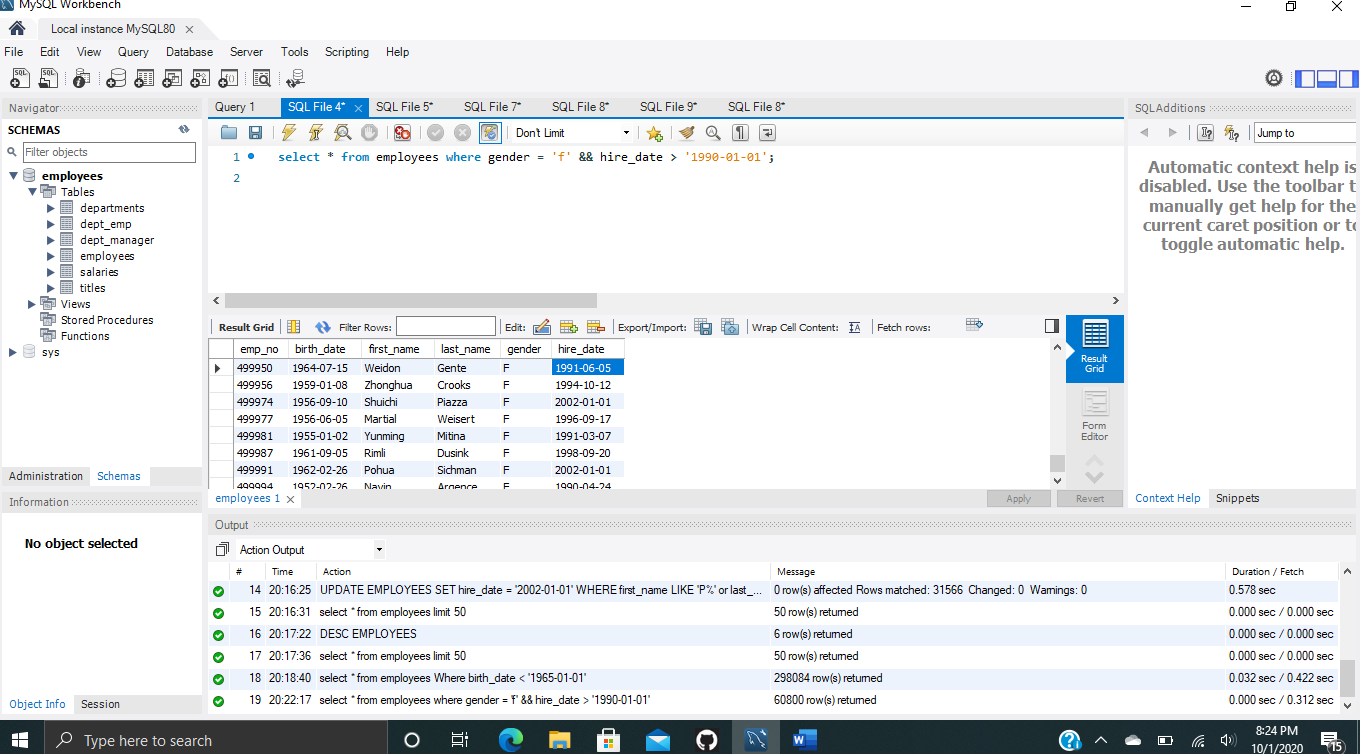 MySQL Workbench
Local instance MySQL80
File Edit View Query Database Server Tools Scripting Help
Navigator
SCHEMAS
Filter objects
employees
Tables
departments
dept_emp
dept_manager
employees
salaries
titles
Views
Stored Procedures
Functions
sys
Administration Schemas
Information
No object selected
Object Info Session
Query 1 SQL File 4* SQL File 5* SQL File 7* SQL File 8* SQL File 9* SQL File 8*
Don't Limit
1 select * from employees where gender = 'f' && hire_date > '1990-01-01';
2
Result Grid Filter Rows: Edit: Export/Import: Wrap Cell Content: Fetch rows:
emp_no birth_date first_name last_name gender hire_date
499950 1964-07-15 Weidon Gente F 1991-06-05
499956 1959-01-08 Zhonghua Crooks F 1994-10-12
499974 1956-09-10 Shuichi Piazza F 2002-01-01
499977 1956-06-05 Martial Weisert F 1996-09-17
499981 1955-01-02 Yunming Mitina F 1991-03-07
499987 1961-09-05 Rimli Dusink F 1998-09-20
499991 1962-02-26 Pohua Sichman F 2002-01-01
499994 1952-02-26 Navin Argence F 1990-04-24
Result
Grid
Form
Editor
employees 1 Apply Revert
SQLAdditions
Jump to
Automatic context help is
disabled. Use the toolbar t
manually get help for the
current caret position or to
toggle automatic help.
Context Help Snippets
Output
Action Output
# Time Action Message Duration / Fetch
14 20:16:25 UPDATE EMPLOYEES SET hire_date = '2002-01-01' WHERE first_name LIKE 'P%' or last_... 0 row(s) affected Rows matched: 31566 Changed: 0 Warnings: 0 0.578 sec
15 20:16:31 select * from employees limit 50 50 row(s) returned 0.000 sec / 0.000 sec
16 20:17:22 DESC EMPLOYEES 6 row(s) returned 0.000 sec / 0.000 sec
17 20:17:36 select * from employees limit 50 50 row(s) returned 0.000 sec / 0.000 sec
18 20:18:40 select * from employees Where birth_date < '1965-01-01' 298084 row(s) returned 0.032 sec / 0.422 sec
19 20:22:17 select * from employees where gender = 'f' && hire_date > '1990-01-01' 60800 row(s) returned 0.000 sec / 0.312 sec
Type here to search
8:24 PM
10/1/2020
15